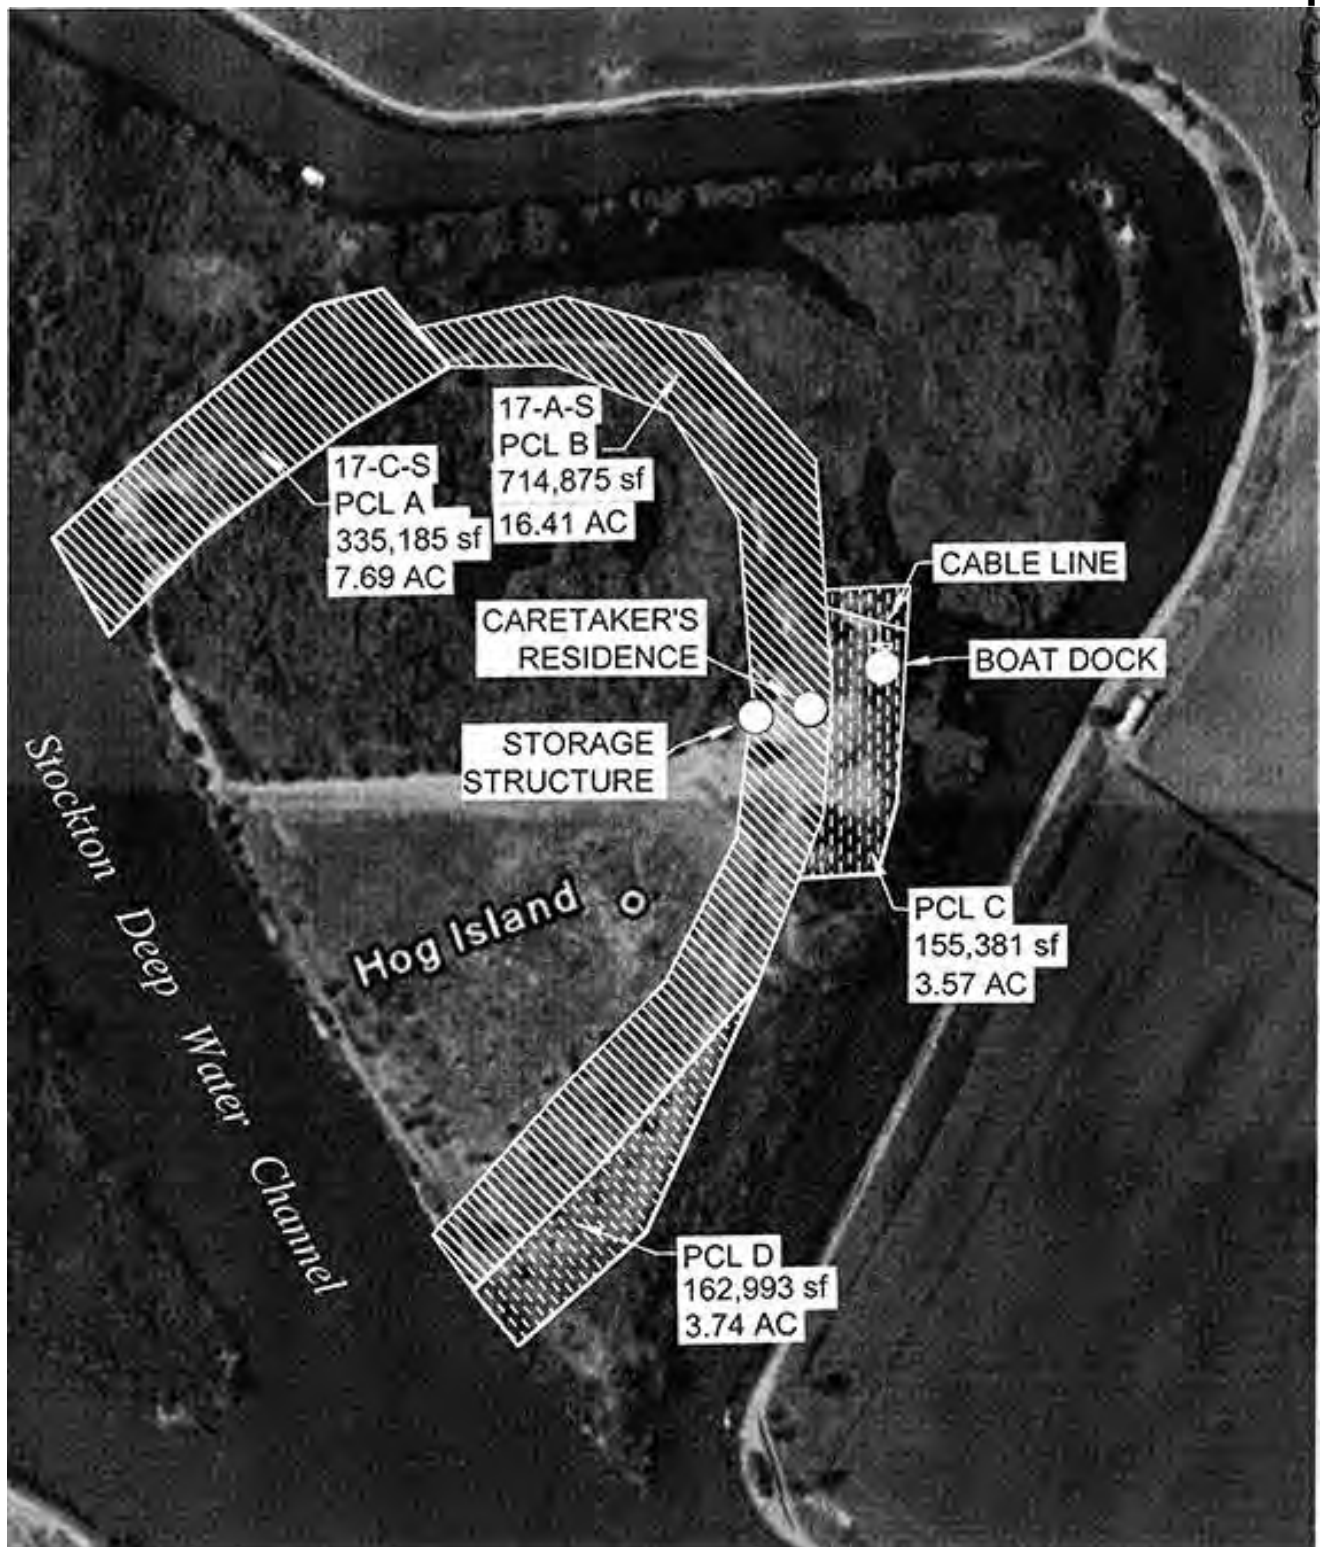 17-A-S
PCL B
714,875 sf
16.41 AC
17-C-S
PCL A
335,185 sf
7.69 AC
CABLE LINE
CARETAKER'S
RESIDENCE
BOAT DOCK
STORAGE
STRUCTURE
Stockton Deep Water Channel
Hog Island
PCL C
155,381 sf
3.57 AC
PCL D
162,993 sf
3.74 AC